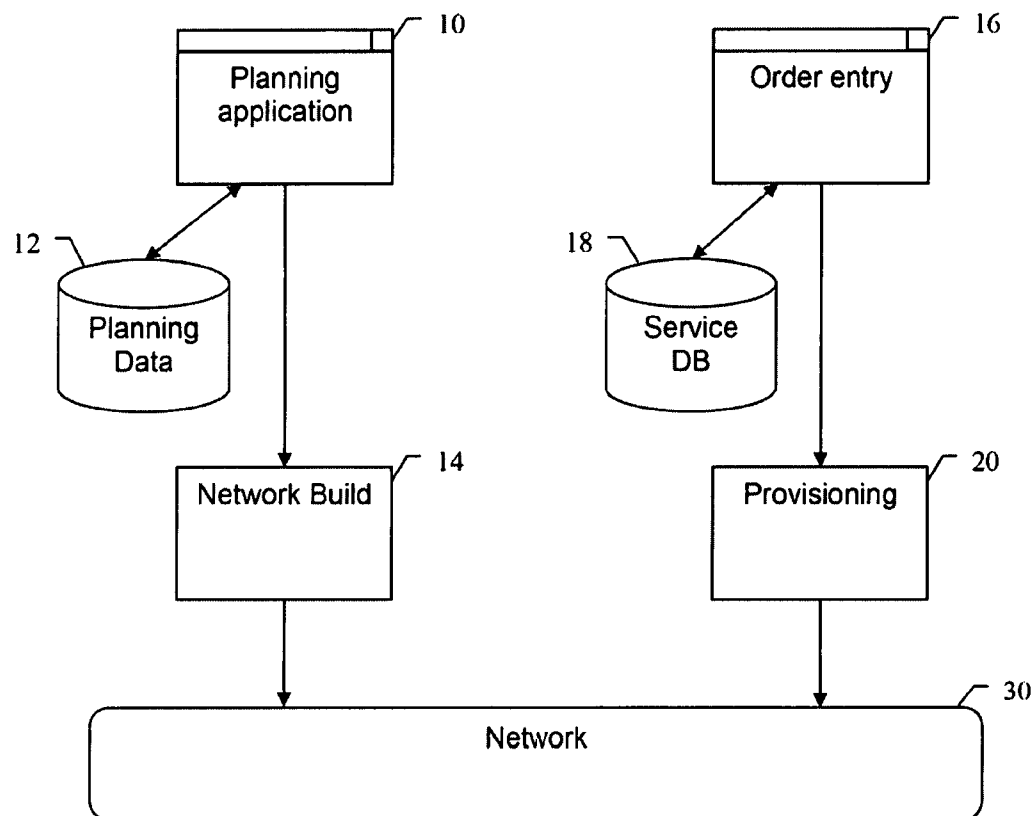 10
16
Planning
application
Order entry
12
18
Planning
Data
Service
DB
14
20
Network Build
Provisioning
30
Network